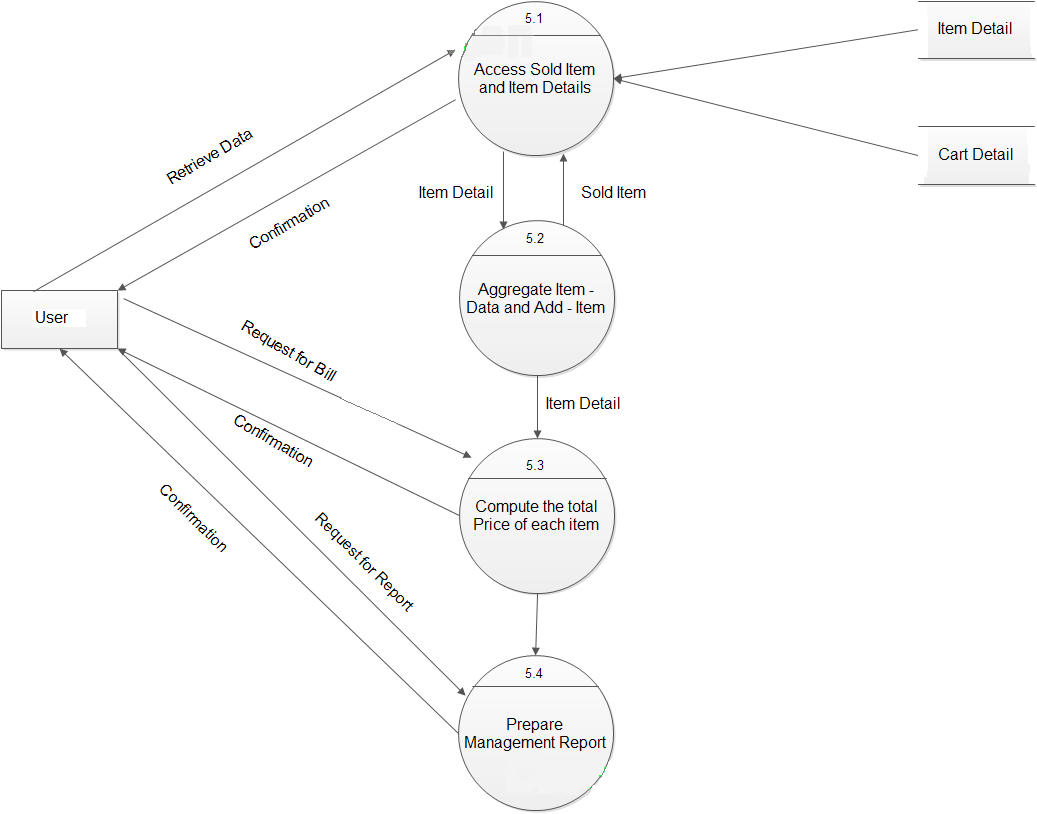 5.1
Access Sold Item
and Item Details
Item Detail
Cart Detail
Retrieve Data
Confirmation
Item Detail
Sold Item
5.2
Aggregate Item -
Data and Add - Item
User
Request for Bill
Item Detail
Confirmation
5.3
Compute the total
Price of each item
Confirmation
Request for Report
5.4
Prepare
Management Report